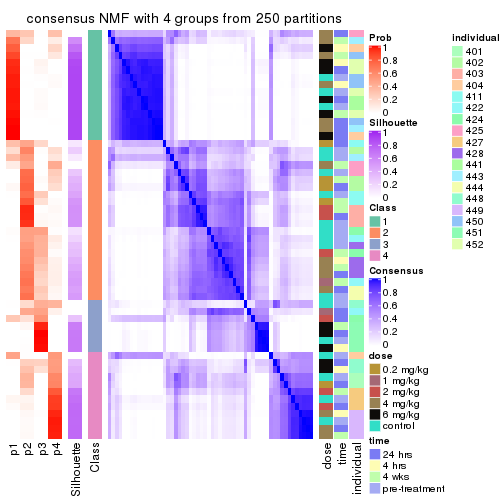 consensus NMF with 4 groups from 250 partitions
Prob
1
0.8
0.6
0.4
0.2
0
Silhouette
1
0.8
0.6
0.4
0.2
0
Class
1
2
3
4
Consensus
1
0.8
0.6
0.4
0.2
0
dose
0.2 mg/kg
1 mg/kg
2 mg/kg
4 mg/kg
6 mg/kg
control
time
24 hrs
4 hrs
4 wks
pre-treatment
individual
401
402
403
404
411
422
424
425
427
428
441
443
444
448
449
450
451
452
p1
p2
p3
p4
Silhouette
Class
dose
time
individual